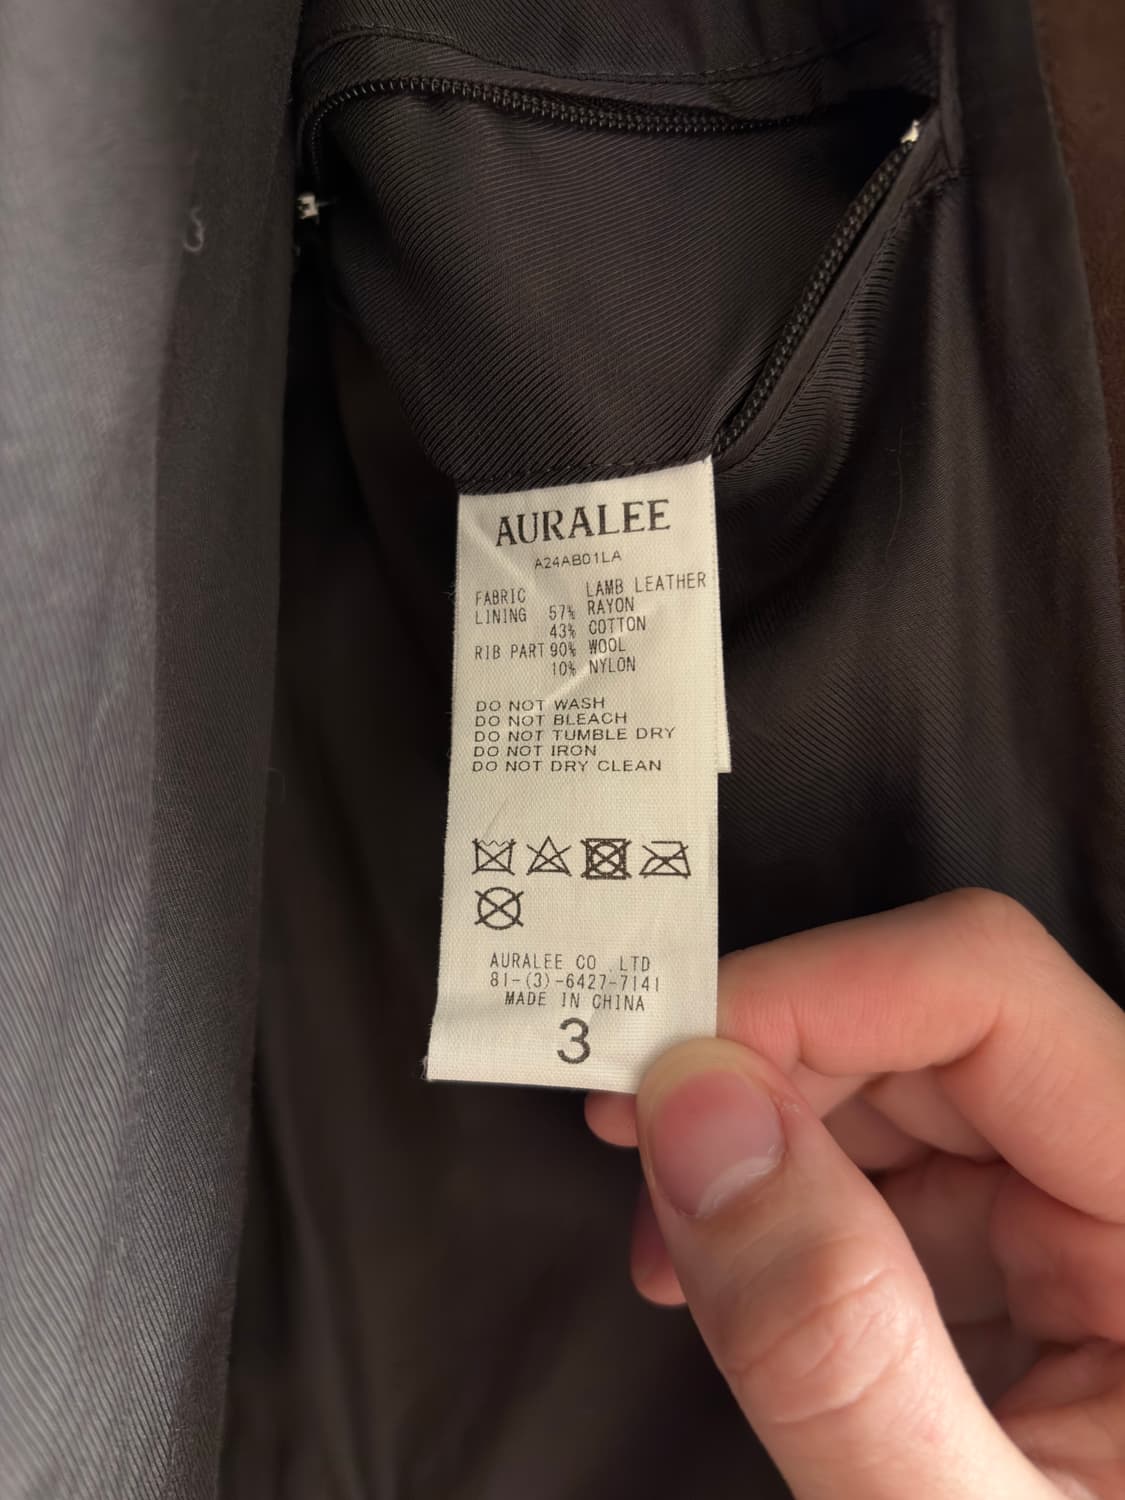 AURALEE
A24AB01LA
FABRIC LAMB LEATHER
LINING 57% RAYON
43% COTTON
RIB PART 90% WOOL
10% NYLON
DO NOT WASH
DO NOT BLEACH
DO NOT TUMBLE DRY
DO NOT IRON
DO NOT DRY CLEAN
AURALEE CO .LTD
81-(3)-6427-7141
MADE IN CHINA
3